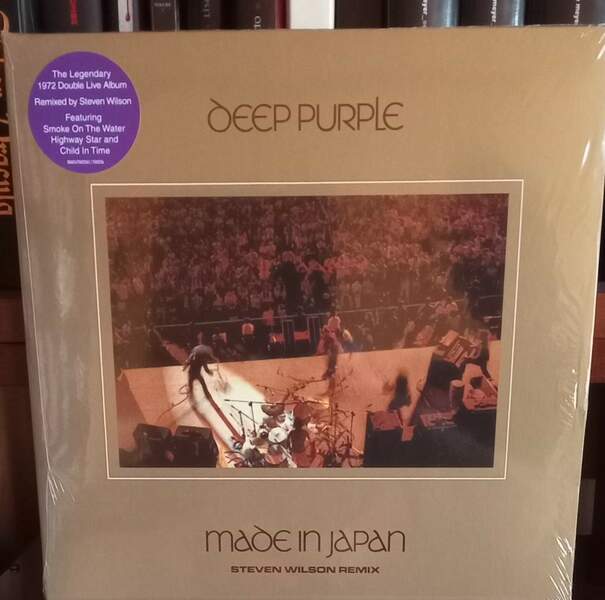 The Legendary
1972 Double Live Album
Remixed by Steven Wilson
Featuring
Smoke On The Water
Highway Star and
Child In Time
DEEP PURPLE
MADE IN JAPAN
STEVEN WILSON REMIX